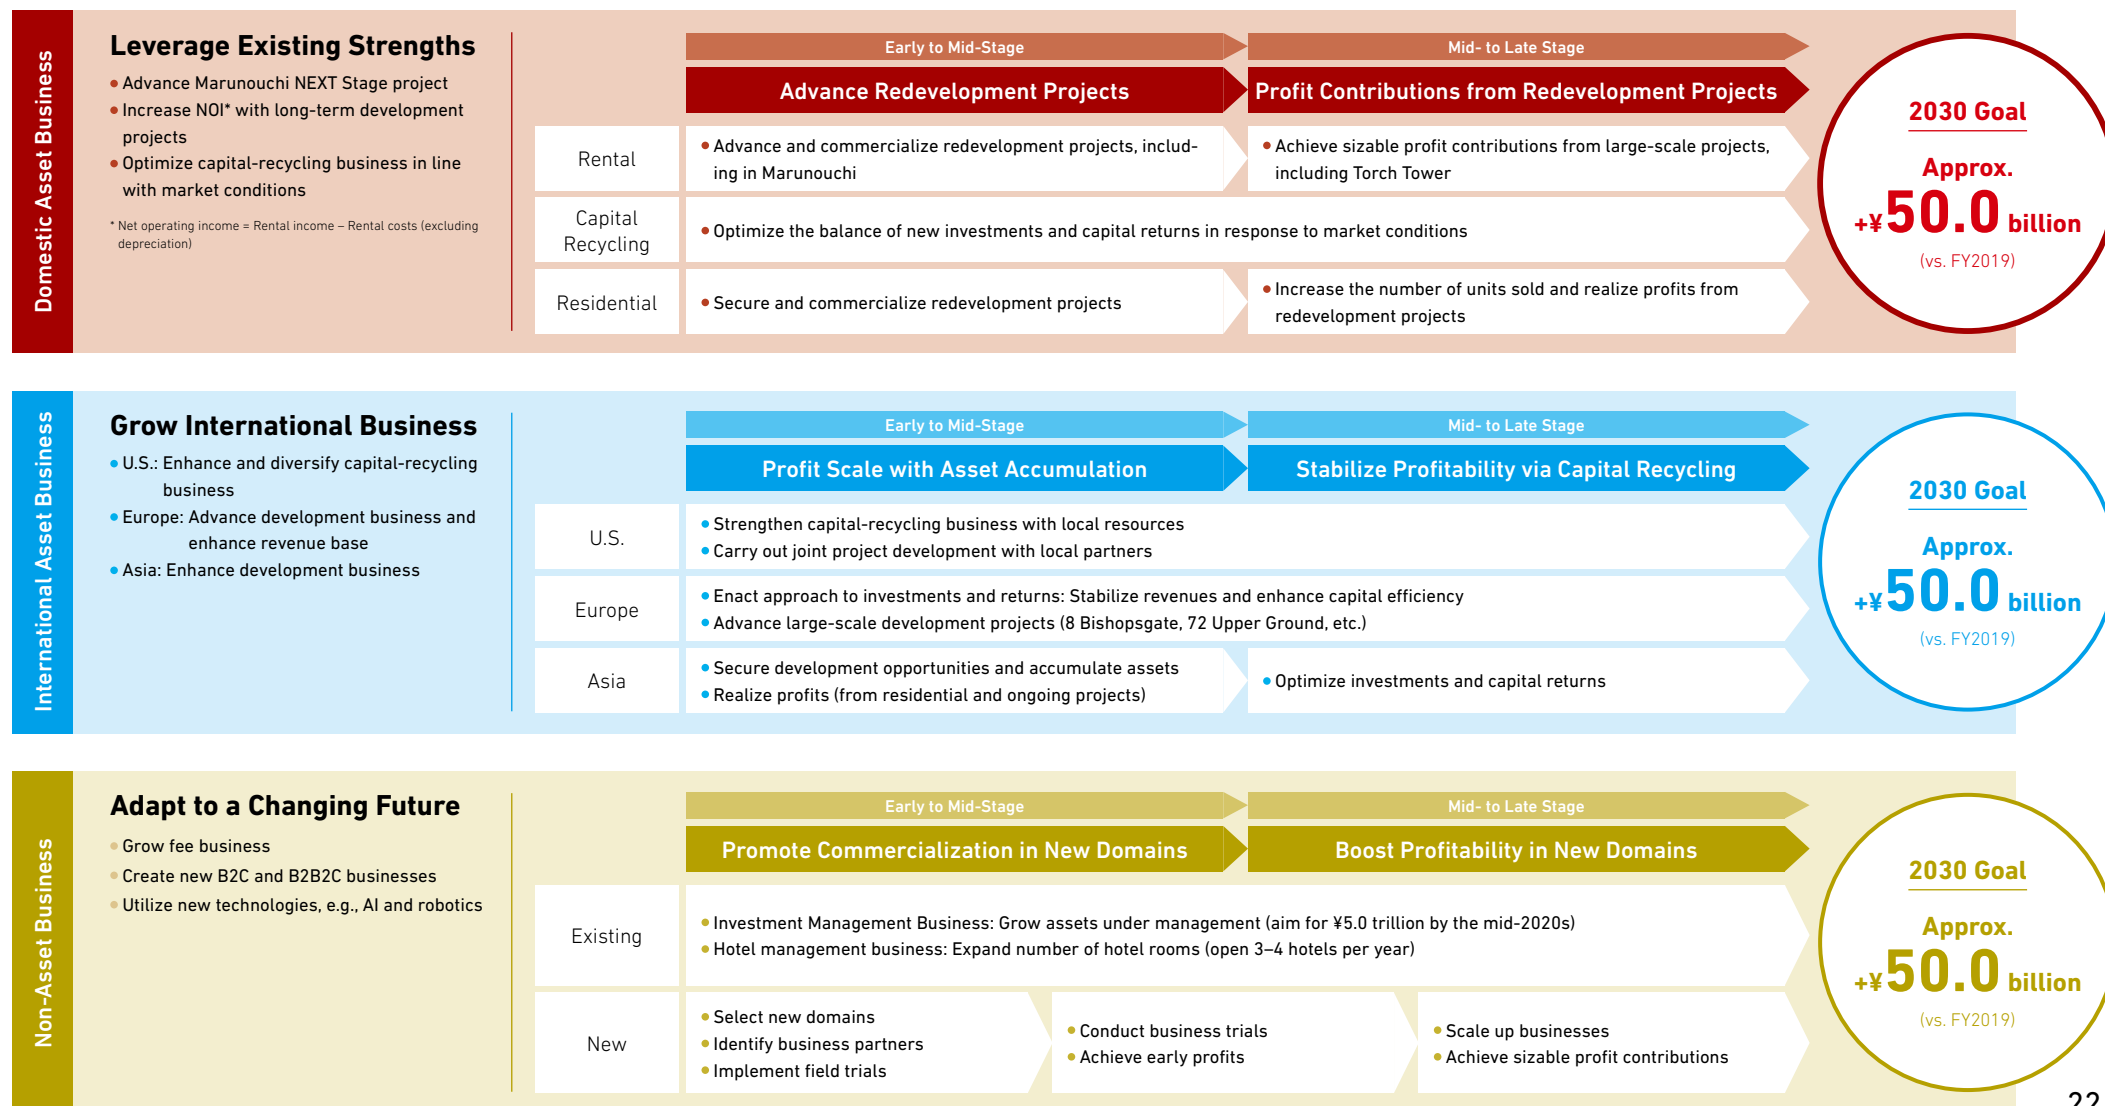 Domestic Asset Business
Leverage Existing Strengths
• Advance Marunouchi NEXT Stage project
• Increase NOI* with long-term development
projects
• Optimize capital-recycling business in line
with market conditions
* Net operating income = Rental income – Rental costs (excluding
depreciation)
Early to Mid-Stage
Mid- to Late Stage
Advance Redevelopment Projects
Profit Contributions from Redevelopment Projects
Rental
• Advance and commercialize redevelopment projects, includ-
ing in Marunouchi
• Achieve sizable profit contributions from large-scale projects,
including Torch Tower
Capital
Recycling
• Optimize the balance of new investments and capital returns in response to market conditions
Residential
• Secure and commercialize redevelopment projects
• Increase the number of units sold and realize profits from
redevelopment projects
2030 Goal
Approx.
+¥50.0 billion
(vs. FY2019)
International Asset Business
Grow International Business
• U.S.: Enhance and diversify capital-recycling
business
• Europe: Advance development business and
enhance revenue base
• Asia: Enhance development business
Early to Mid-Stage
Mid- to Late Stage
Profit Scale with Asset Accumulation
Stabilize Profitability via Capital Recycling
U.S.
• Strengthen capital-recycling business with local resources
• Carry out joint project development with local partners
Europe
• Enact approach to investments and returns: Stabilize revenues and enhance capital efficiency
• Advance large-scale development projects (8 Bishopsgate, 72 Upper Ground, etc.)
Asia
• Secure development opportunities and accumulate assets
• Realize profits (from residential and ongoing projects)
• Optimize investments and capital returns
2030 Goal
Approx.
+¥50.0 billion
(vs. FY2019)
Non-Asset Business
Adapt to a Changing Future
• Grow fee business
• Create new B2C and B2B2C businesses
• Utilize new technologies, e.g., AI and robotics
Early to Mid-Stage
Mid- to Late Stage
Promote Commercialization in New Domains
Boost Profitability in New Domains
Existing
• Investment Management Business: Grow assets under management (aim for ¥5.0 trillion by the mid-2020s)
• Hotel management business: Expand number of hotel rooms (open 3–4 hotels per year)
New
• Select new domains
• Identify business partners
• Implement field trials
• Conduct business trials
• Achieve early profits
• Scale up businesses
• Achieve sizable profit contributions
2030 Goal
Approx.
+¥50.0 billion
(vs. FY2019)
22